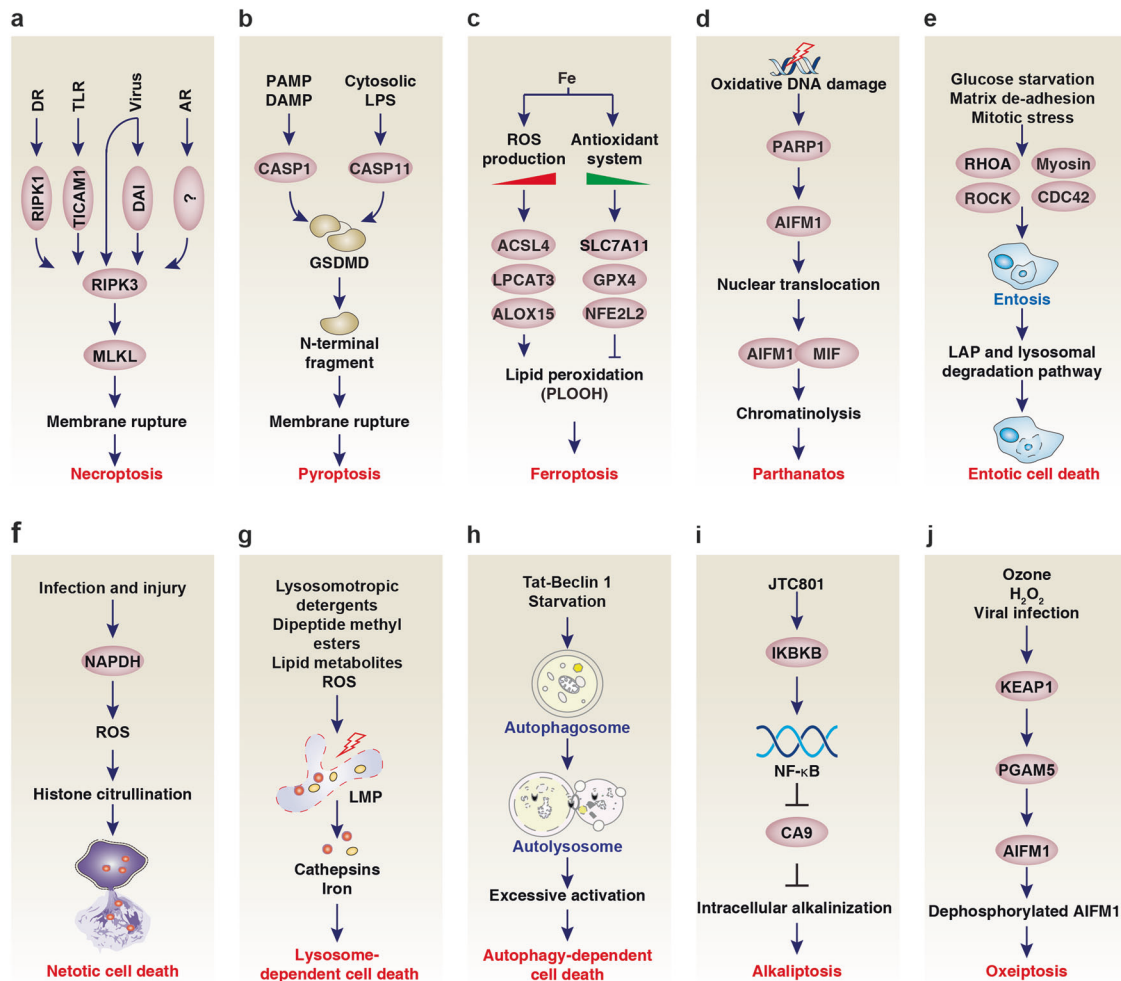 a
DR
TLR
Virus
AR
RIPK1
TICAM1
DAI
?
RIPK3
MLKL
Membrane rupture
Necroptosis
b
PAMP
DAMP
Cytosolic
LPS
CASP1
CASP11
GSDMD
N-terminal
fragment
Membrane rupture
Pyroptosis
c
Fe
ROS
production
Antioxidant
system
ACSL4
SLC7A11
LPCAT3
GPX4
ALOX15
NFE2L2
Lipid peroxidation
(PLOOH)
Ferroptosis
d
Oxidative DNA damage
PARP1
AIFM1
Nuclear translocation
AIFM1
MIF
Chromatinolysis
Parthanatos
e
Glucose starvation
Matrix de-adhesion
Mitotic stress
RHOA
Myosin
ROCK
CDC42
Entosis
LAP and lysosomal
degradation pathway
Entotic cell death
f
Infection and injury
NAPDH
ROS
Histone citrullination
Netotic cell death
g
Lysosomotropic
detergents
Dipeptide methyl
esters
Lipid metabolites
ROS
LMP
Cathepsins
Iron
Lysosome-
dependent cell death
h
Tat-Beclin 1
Starvation
Autophagosome
Autolysosome
Excessive activation
Autophagy-dependent
cell death
i
JTC801
IKBKB
NF-κB
CA9
Intracellular alkalinization
Alkaliptosis
j
Ozone
H₂O₂
Viral infection
KEAP1
PGAM5
AIFM1
Dephosphorylated AIFM1
Oxeiptosis